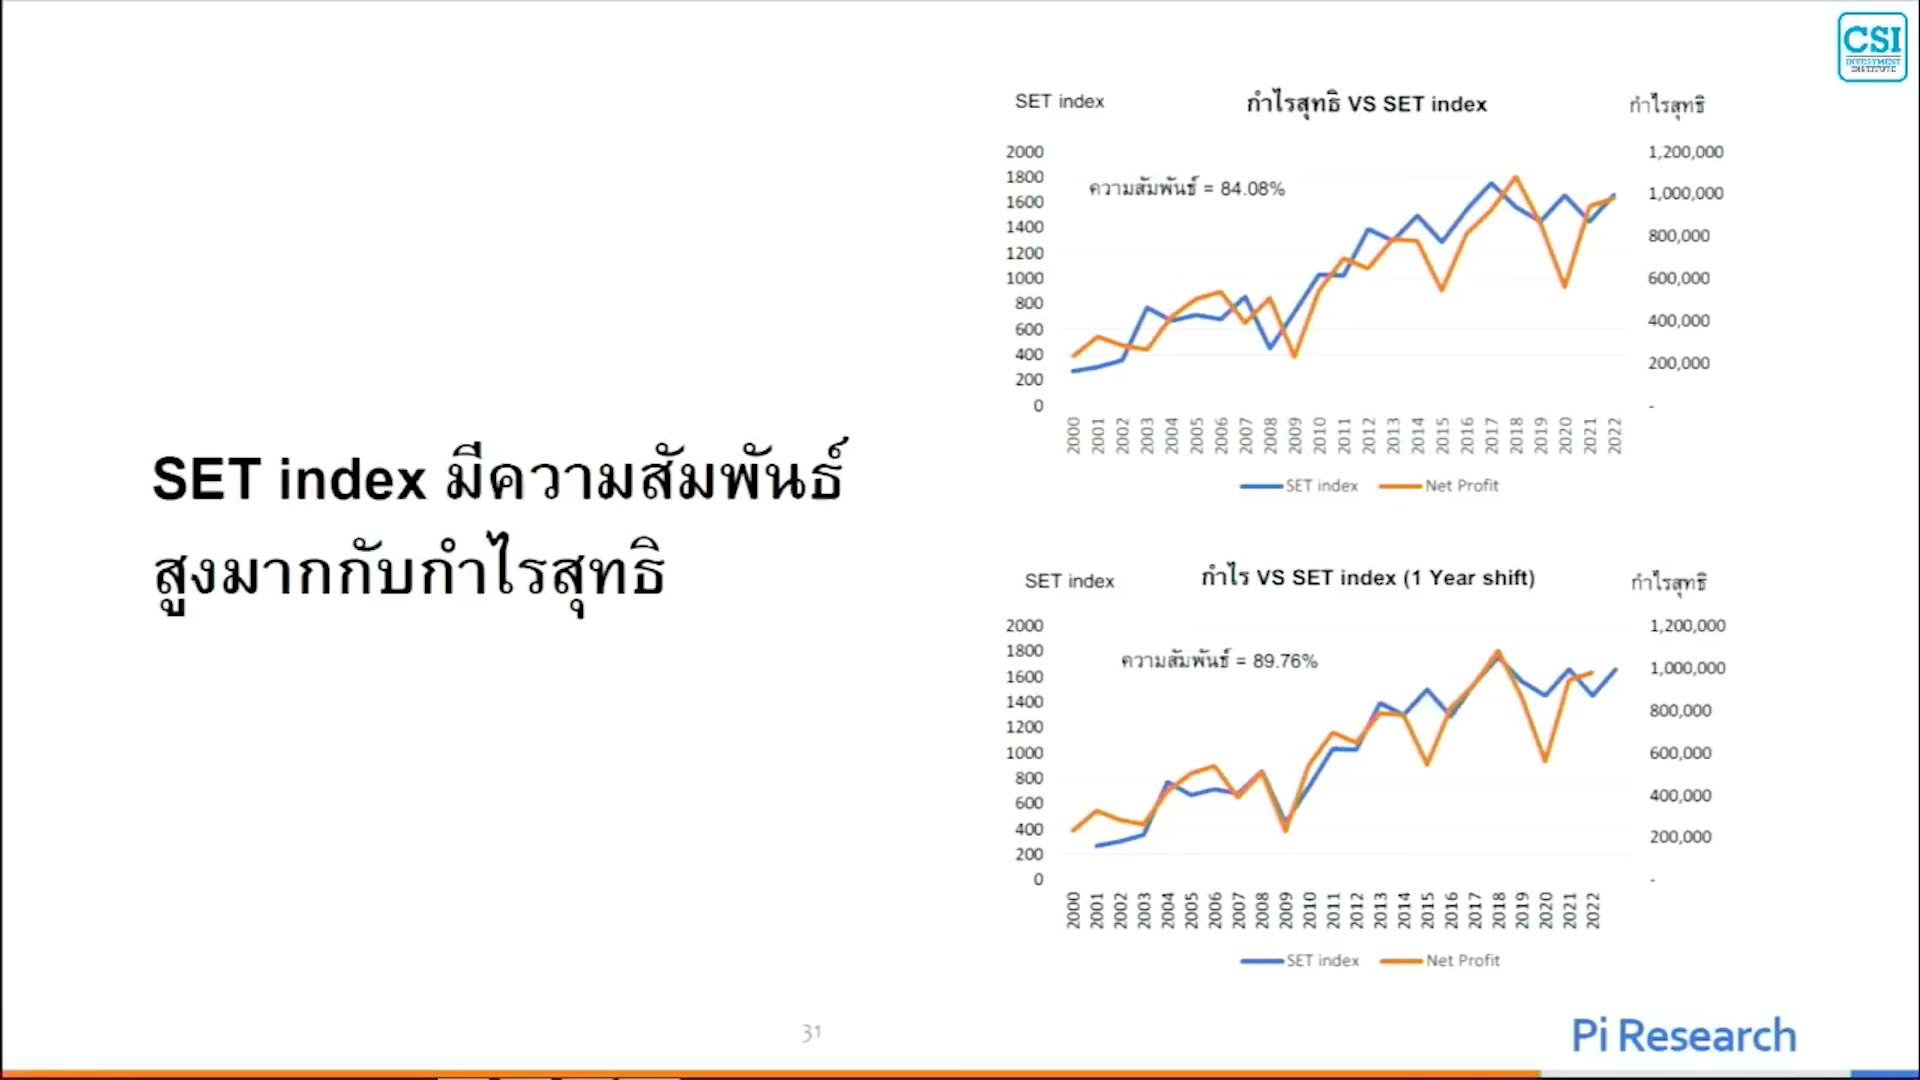 CSI
INVESTMENT
INSTITUTE
SET index มีความสัมพันธ์
สูงมากกับกำไรสุทธิ
SET index
กำไรสุทธิ VS SET index
กำไรสุทธิ
ความสัมพันธ์ = 84.08%
2000
1800
1600
1400
1200
1000
800
600
400
200
0
1,200,000
1,000,000
800,000
600,000
400,000
200,000
-
2000 2001 2002 2003 2004 2005 2006 2007 2008 2009 2010 2011 2012 2013 2014 2015 2016 2017 2018 2019 2020 2021 2022
SET index Net Profit
SET index
กำไร VS SET index (1 Year shift)
กำไรสุทธิ
ความสัมพันธ์ = 89.76%
2000
1800
1600
1400
1200
1000
800
600
400
200
0
1,200,000
1,000,000
800,000
600,000
400,000
200,000
-
2000 2001 2002 2003 2004 2005 2006 2007 2008 2009 2010 2011 2012 2013 2014 2015 2016 2017 2018 2019 2020 2021 2022
SET index Net Profit
31
Pi Research